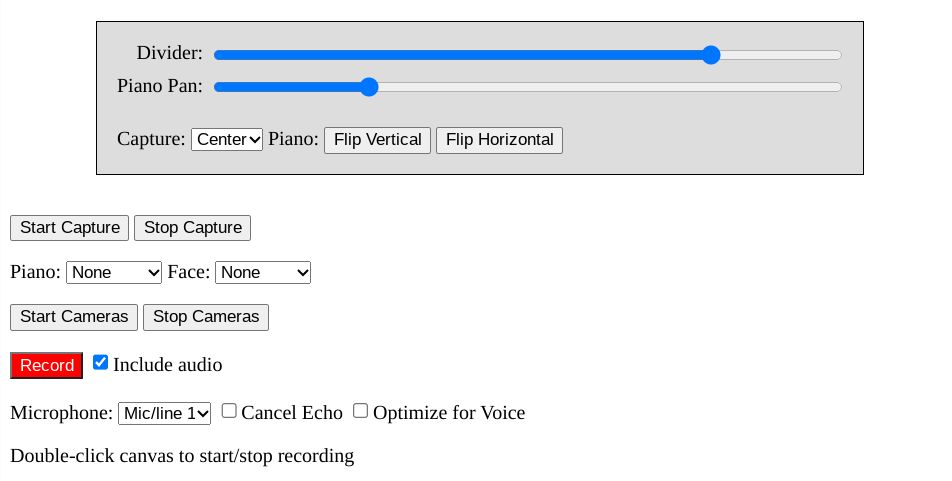 Divider:
Piano Pan:
Capture: Center Piano: Flip Vertical Flip Horizontal
Start Capture Stop Capture
Piano: None Face: None
Start Cameras Stop Cameras
Record Include audio
Microphone: Mic/line 1 Cancel Echo Optimize for Voice
Double-click canvas to start/stop recording